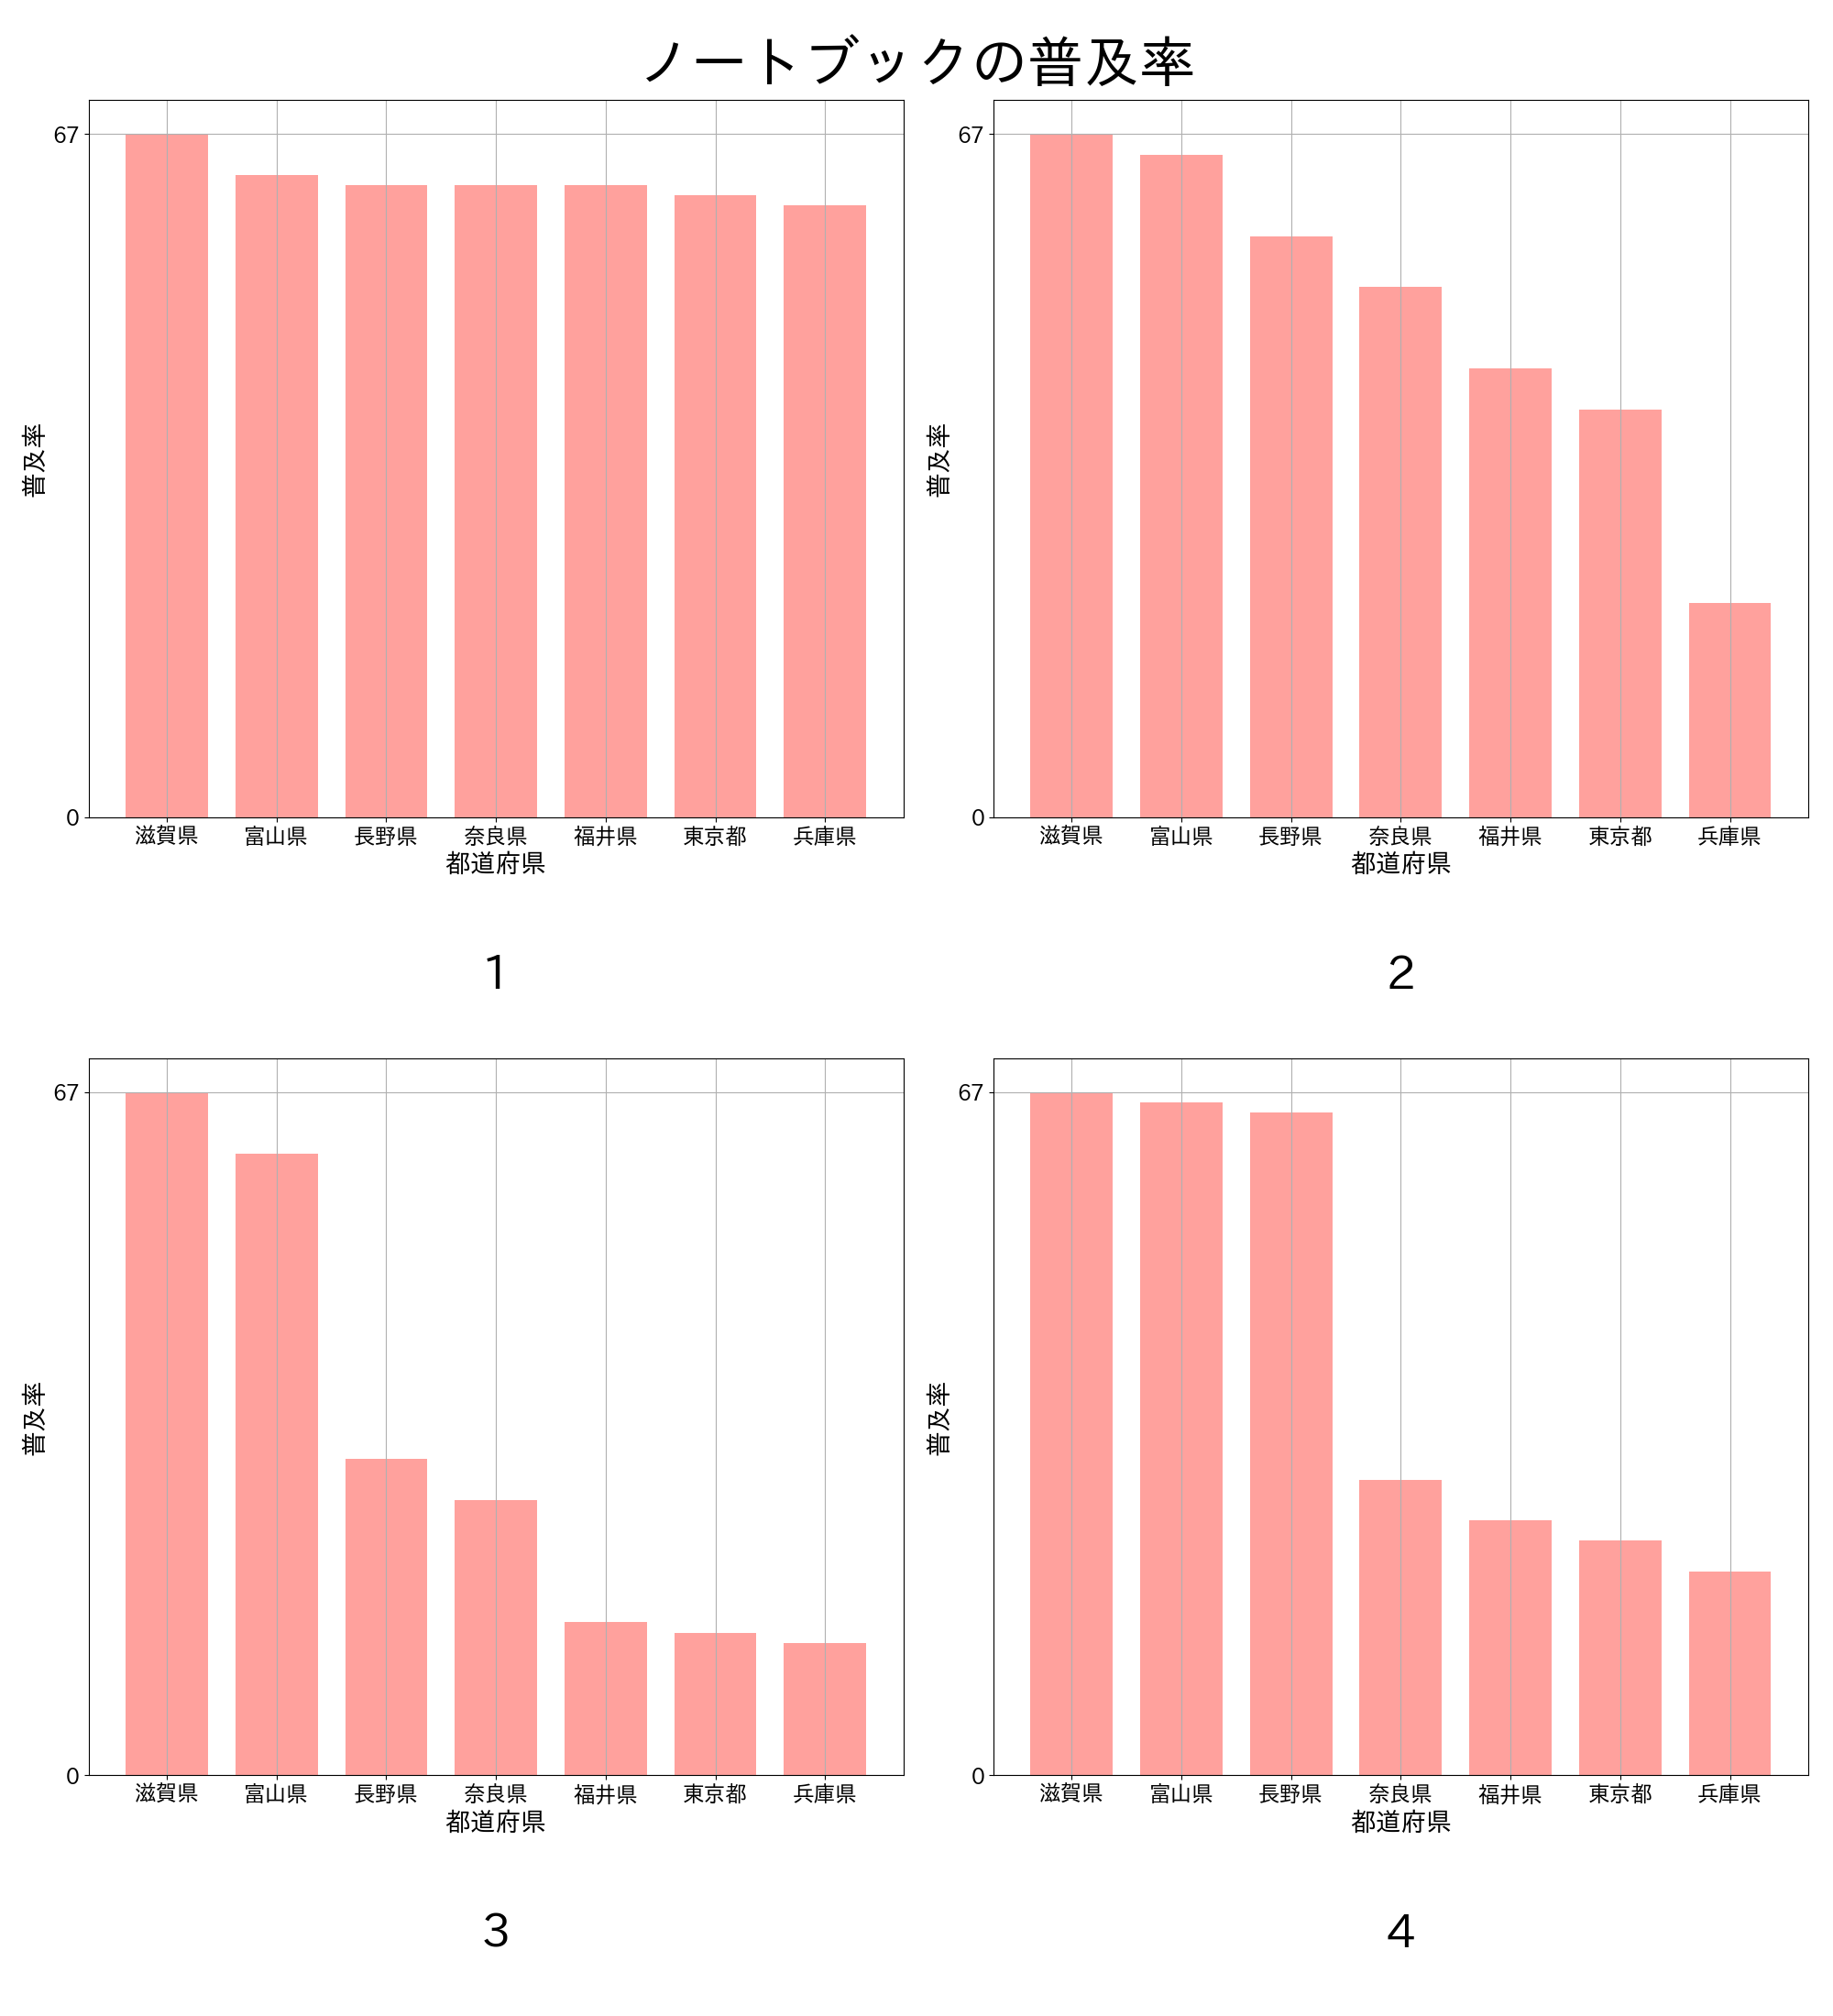 ノートブックの普及率
67
0
普及率
滋賀県 富山県 長野県 奈良県 福井県 東京都 兵庫県
都道府県
1
67
0
普及率
滋賀県 富山県 長野県 奈良県 福井県 東京都 兵庫県
都道府県
2
67
0
普及率
滋賀県 富山県 長野県 奈良県 福井県 東京都 兵庫県
都道府県
3
67
0
普及率
滋賀県 富山県 長野県 奈良県 福井県 東京都 兵庫県
都道府県
4